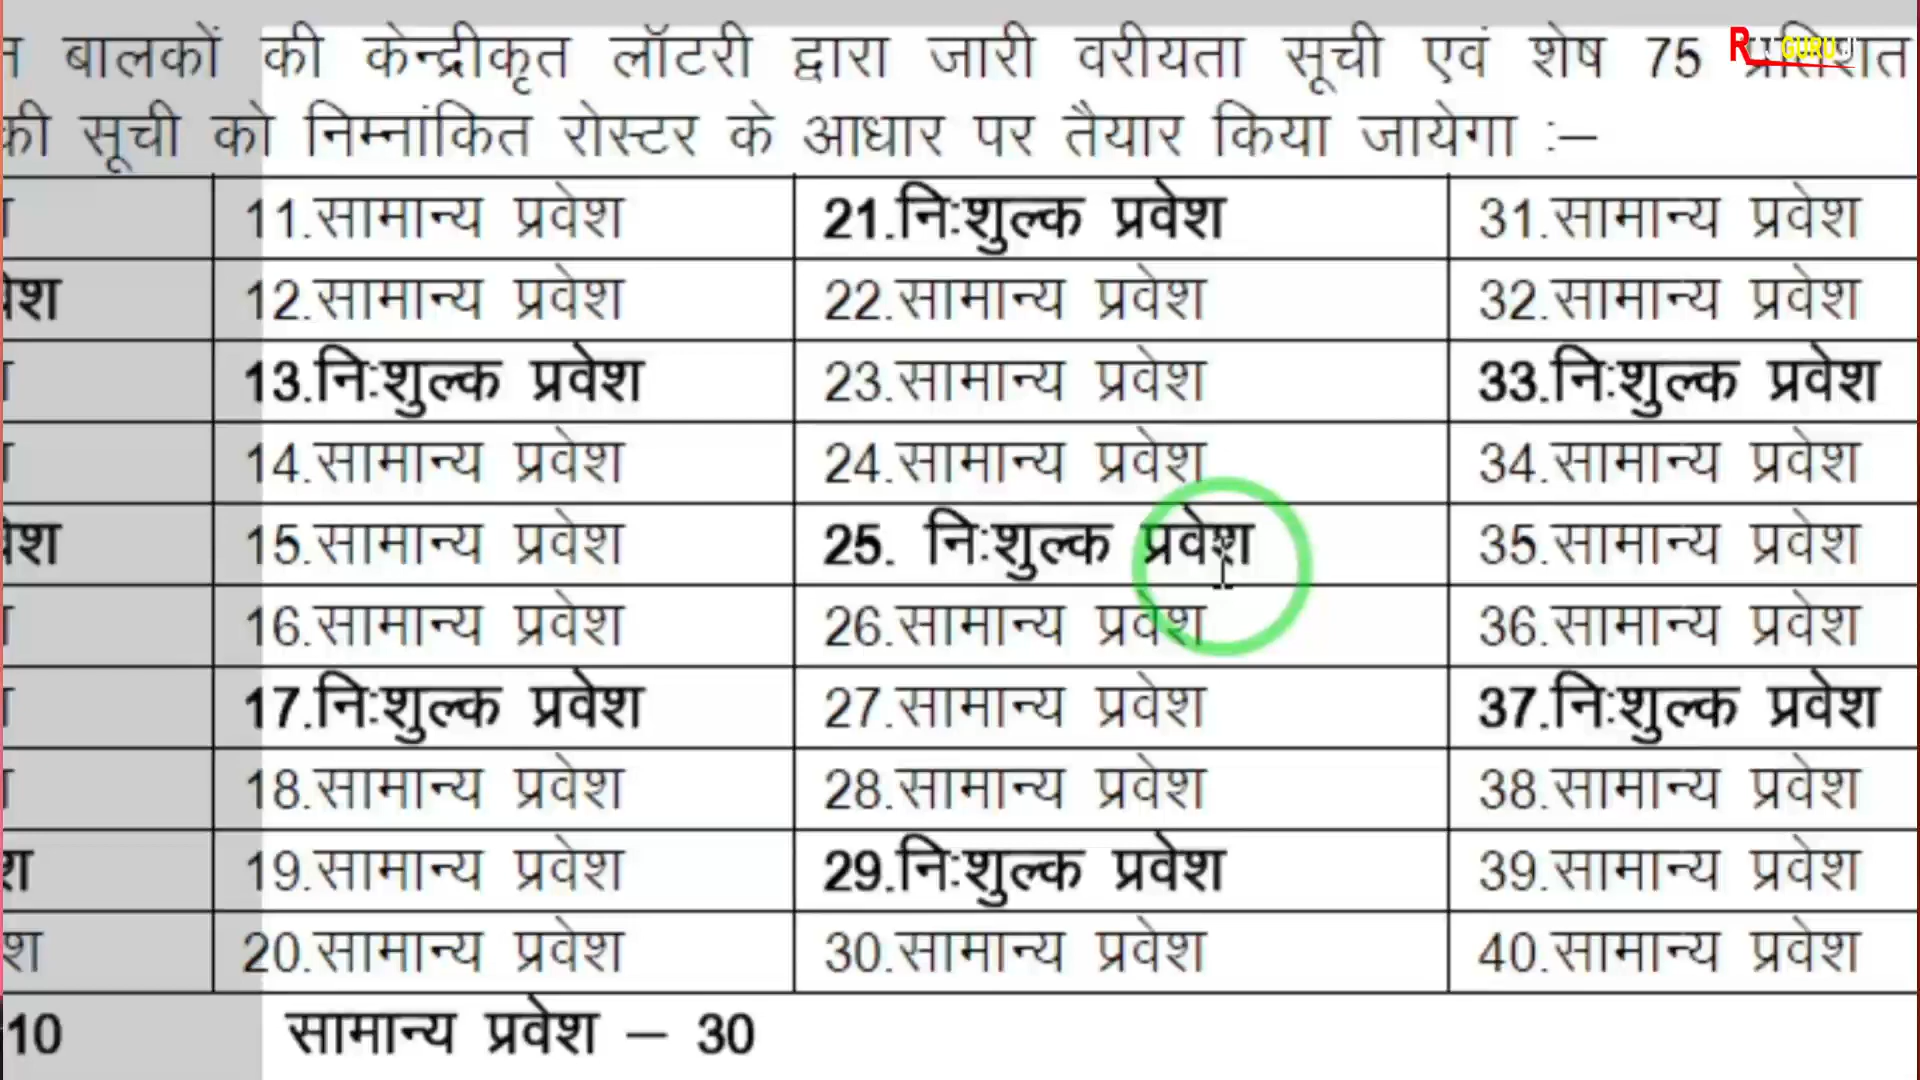 बालकों की केन्द्रीकृत लॉटरी द्वारा जारी वरीयता सूची एवं शेष 75 प्रतिशत
की सूची को निम्नांकित रोस्टर के आधार पर तैयार किया जायेगा :–
11.सामान्य प्रवेश 21.निःशुल्क प्रवेश 31.सामान्य प्रवेश
12.सामान्य प्रवेश 22.सामान्य प्रवेश 32.सामान्य प्रवेश
13.निःशुल्क प्रवेश 23.सामान्य प्रवेश 33.निःशुल्क प्रवेश
14.सामान्य प्रवेश 24.सामान्य प्रवेश 34.सामान्य प्रवेश
15.सामान्य प्रवेश 25. निःशुल्क प्रवेश 35.सामान्य प्रवेश
16.सामान्य प्रवेश 26.सामान्य प्रवेश 36.सामान्य प्रवेश
17.निःशुल्क प्रवेश 27.सामान्य प्रवेश 37.निःशुल्क प्रवेश
18.सामान्य प्रवेश 28.सामान्य प्रवेश 38.सामान्य प्रवेश
19.सामान्य प्रवेश 29.निःशुल्क प्रवेश 39.सामान्य प्रवेश
20.सामान्य प्रवेश 30.सामान्य प्रवेश 40.सामान्य प्रवेश
10 सामान्य प्रवेश – 30